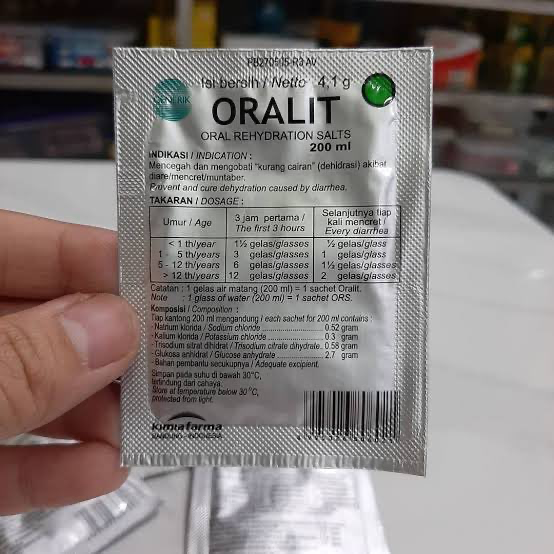 PB270505-R3 AV
Isi bersih / Netto 4,1 g
GENERIK
ORALIT
ORAL REHYDRATION SALTS
200 ml
INDIKASI / INDICATION :
Mencegah dan mengobati "kurang cairan" (dehidrasi) akibat
diare/mencret/muntaber.
Prevent and cure dehydration caused by diarrhea.
TAKARAN / DOSAGE :
Umur / Age 3 jam pertama / The first 3 hours Selanjutnya tiap kali mencret / Every diarrhea
< 1 th/year 1½ gelas/glasses ½ gelas/glass
1 - 5 th/years 3 gelas/glasses 1 gelas/glass
5 - 12 th/years 6 gelas/glasses 1½ gelas/glasses
> 12 th/years 12 gelas/glasses 2 gelas/glasses
Catatan : 1 gelas air matang (200 ml) = 1 sachet Oralit.
Note : 1 glass of water (200 ml) = 1 sachet ORS.
Komposisi / Composition :
Tiap kantong 200 ml mengandung / each sachet for 200 ml contains :
- Natrium klorida / Sodium chloride ........ 0.52 gram
- Kalium klorida / Potassium chloride ........ 0.3 gram
- Trisodium sitrat dihidrat / Trisodium citrate dihydrate. 0.58 gram
- Glukosa anhidrat / Glucose anhydrate ........ 2.7 gram
- Bahan pembantu secukupnya / Adequate excipient.
Simpan pada suhu di bawah 30°C,
terlindung dari cahaya.
Store at temperature below 30°C,
protected from light.
kimia farma
BANDUNG - INDONESIA